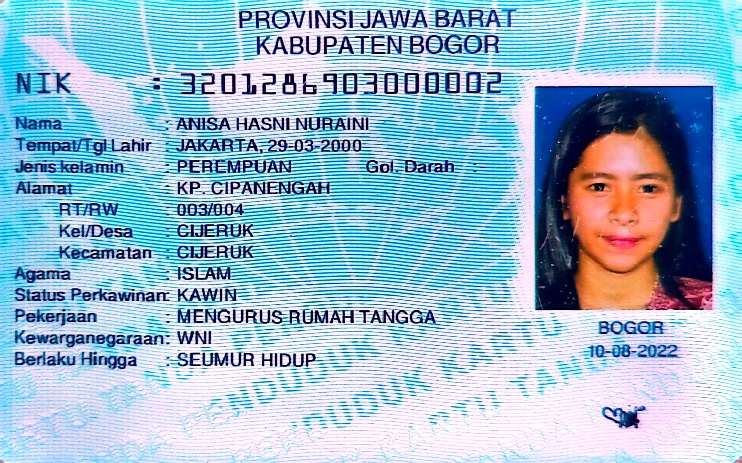 PROVINSI JAWA BARAT
KABUPATEN BOGOR
NIK : 3201286903000002
Nama : ANISA HASNI NURAINI
Tempat/Tgl Lahir : JAKARTA, 29-03-2000
Jenis kelamin : PEREMPUAN Gol. Darah :
Alamat : KP. CIPANENGAH
RT/RW : 003/004
Kel/Desa : CIJERUK
Kecamatan : CIJERUK
Agama : ISLAM
Status Perkawinan: KAWIN
Pekerjaan : MENGURUS RUMAH TANGGA
Kewarganegaraan: WNI
Berlaku Hingga : SEUMUR HIDUP
BOGOR
10-08-2022